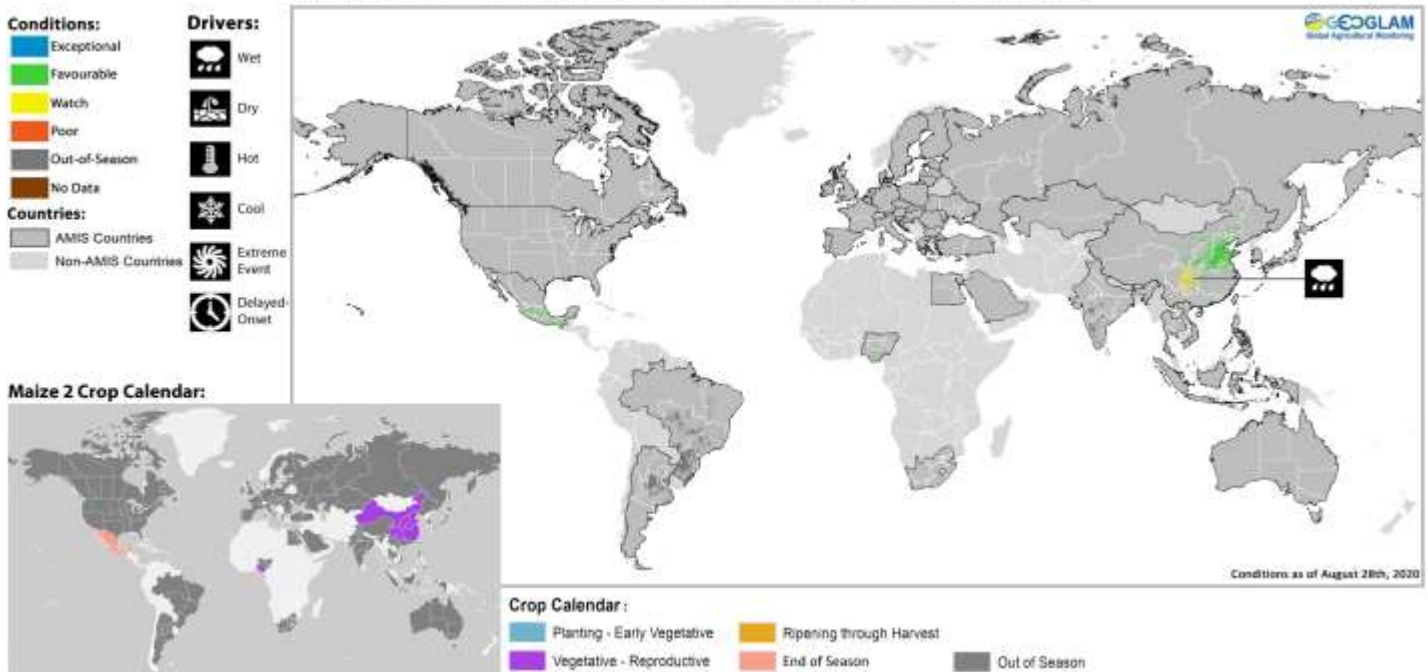 Conditions:
Exceptional
Favourable
Watch
Poor
Out-of-Season
No Data
Countries:
AMIS Countries
Non-AMIS Countries
Drivers:
Wet
Dry
Hot
Cool
Extreme
Event
Delayed-
Onset
GEOGLAM
Global Agricultural Monitoring
Conditions as of August 28th, 2020
Maize 2 Crop Calendar:
Crop Calendar :
Planting - Early Vegetative
Vegetative - Reproductive
Ripening through Harvest
End of Season
Out of Season